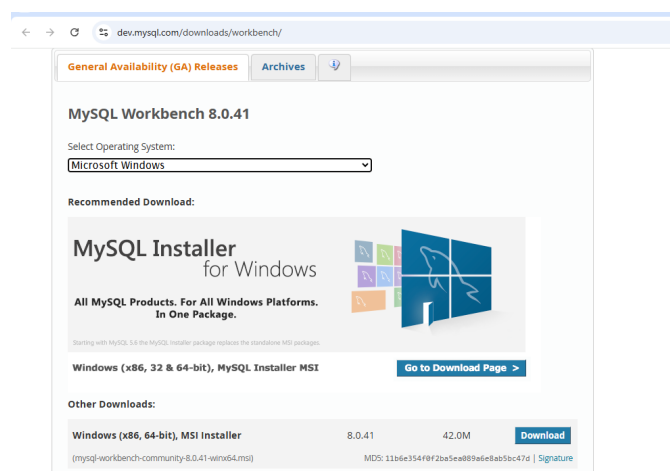 dev.mysql.com/downloads/workbench/
General Availability (GA) Releases Archives
MySQL Workbench 8.0.41
Select Operating System:
Microsoft Windows
Recommended Download:
MySQL Installer
for Windows
All MySQL Products. For All Windows Platforms.
In One Package.
Starting with MySQL 5.6 the MySQL Installer package replaces the standalone MSI packages.
Windows (x86, 32 & 64-bit), MySQL Installer MSI Go to Download Page >
Other Downloads:
Windows (x86, 64-bit), MSI Installer 8.0.41 42.0M Download
(mysql-workbench-community-8.0.41-winx64.msi) MD5: 11b6e354f0f2ba5ea089a6e8ab5bc47d | Signature